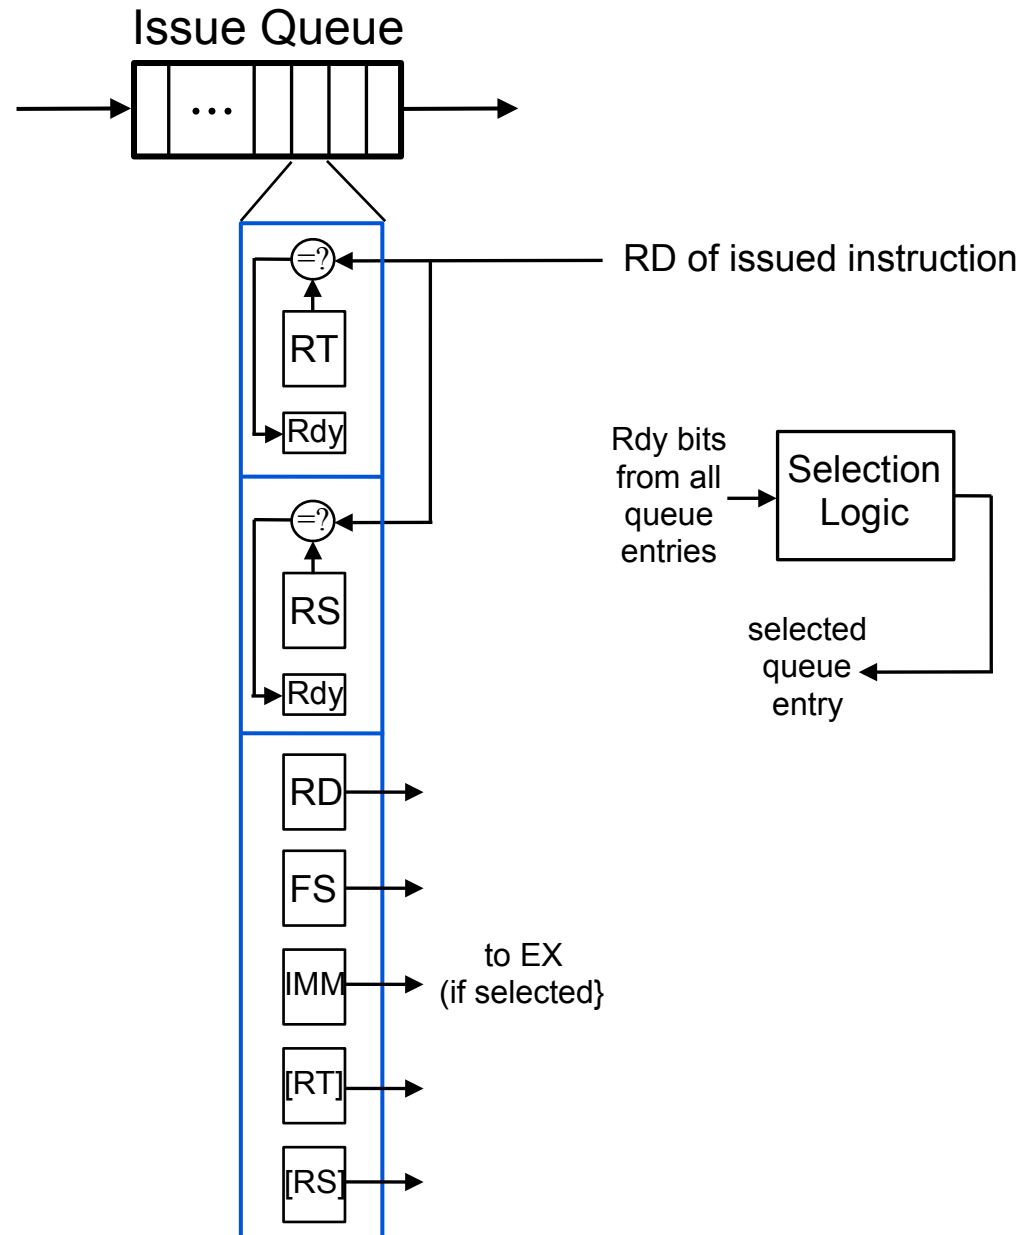 Issue Queue
...
=?
RD of issued instruction
RT
Rdy
=?
RS
Rdy
Rdy bits
from all
queue
entries
Selection
Logic
selected
queue
entry
RD
FS
IMM
to EX
(if selected}
[RT]
[RS]